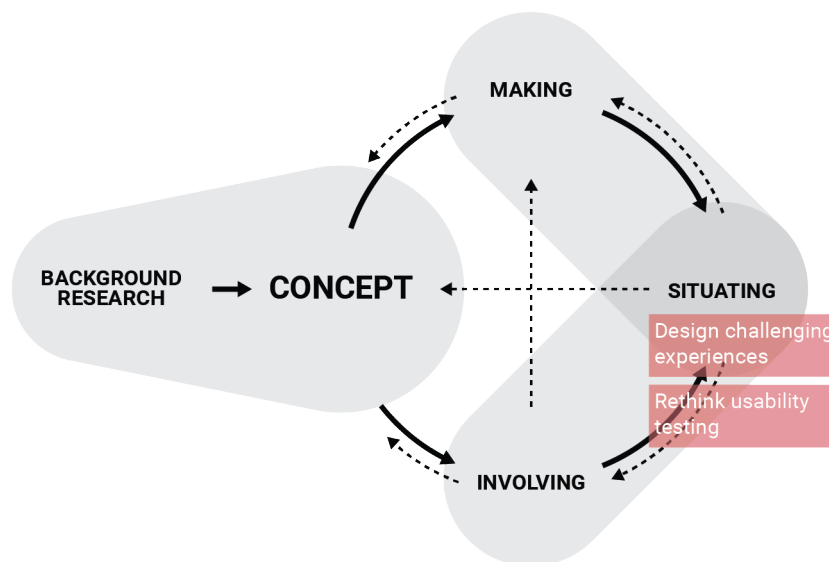 MAKING
BACKGROUND
RESEARCH
CONCEPT
SITUATING
Design challenging
experiences
Rethink usability
testing
INVOLVING